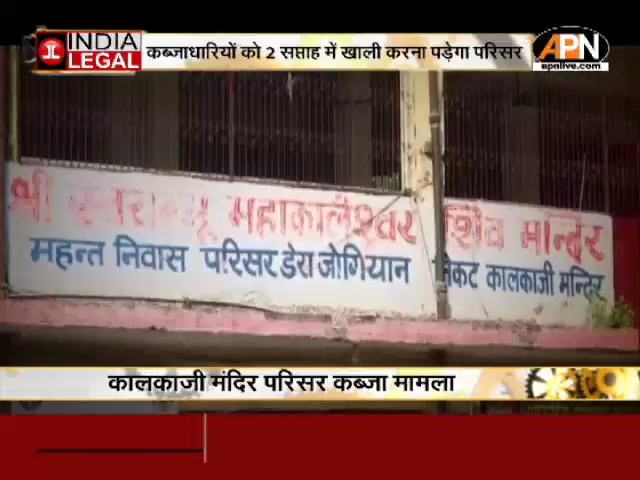 INDIA
LEGAL
कब्जाधारियों को 2 सप्ताह में खाली करना पड़ेगा परिसर
APN
apnlive.com
श्री महाकालेश्वर शिव मन्दिर
महन्त निवास परिसर डेरा जोगियान निकट कालकाजी मन्दिर
कालकाजी मंदिर परिसर कब्जा मामला